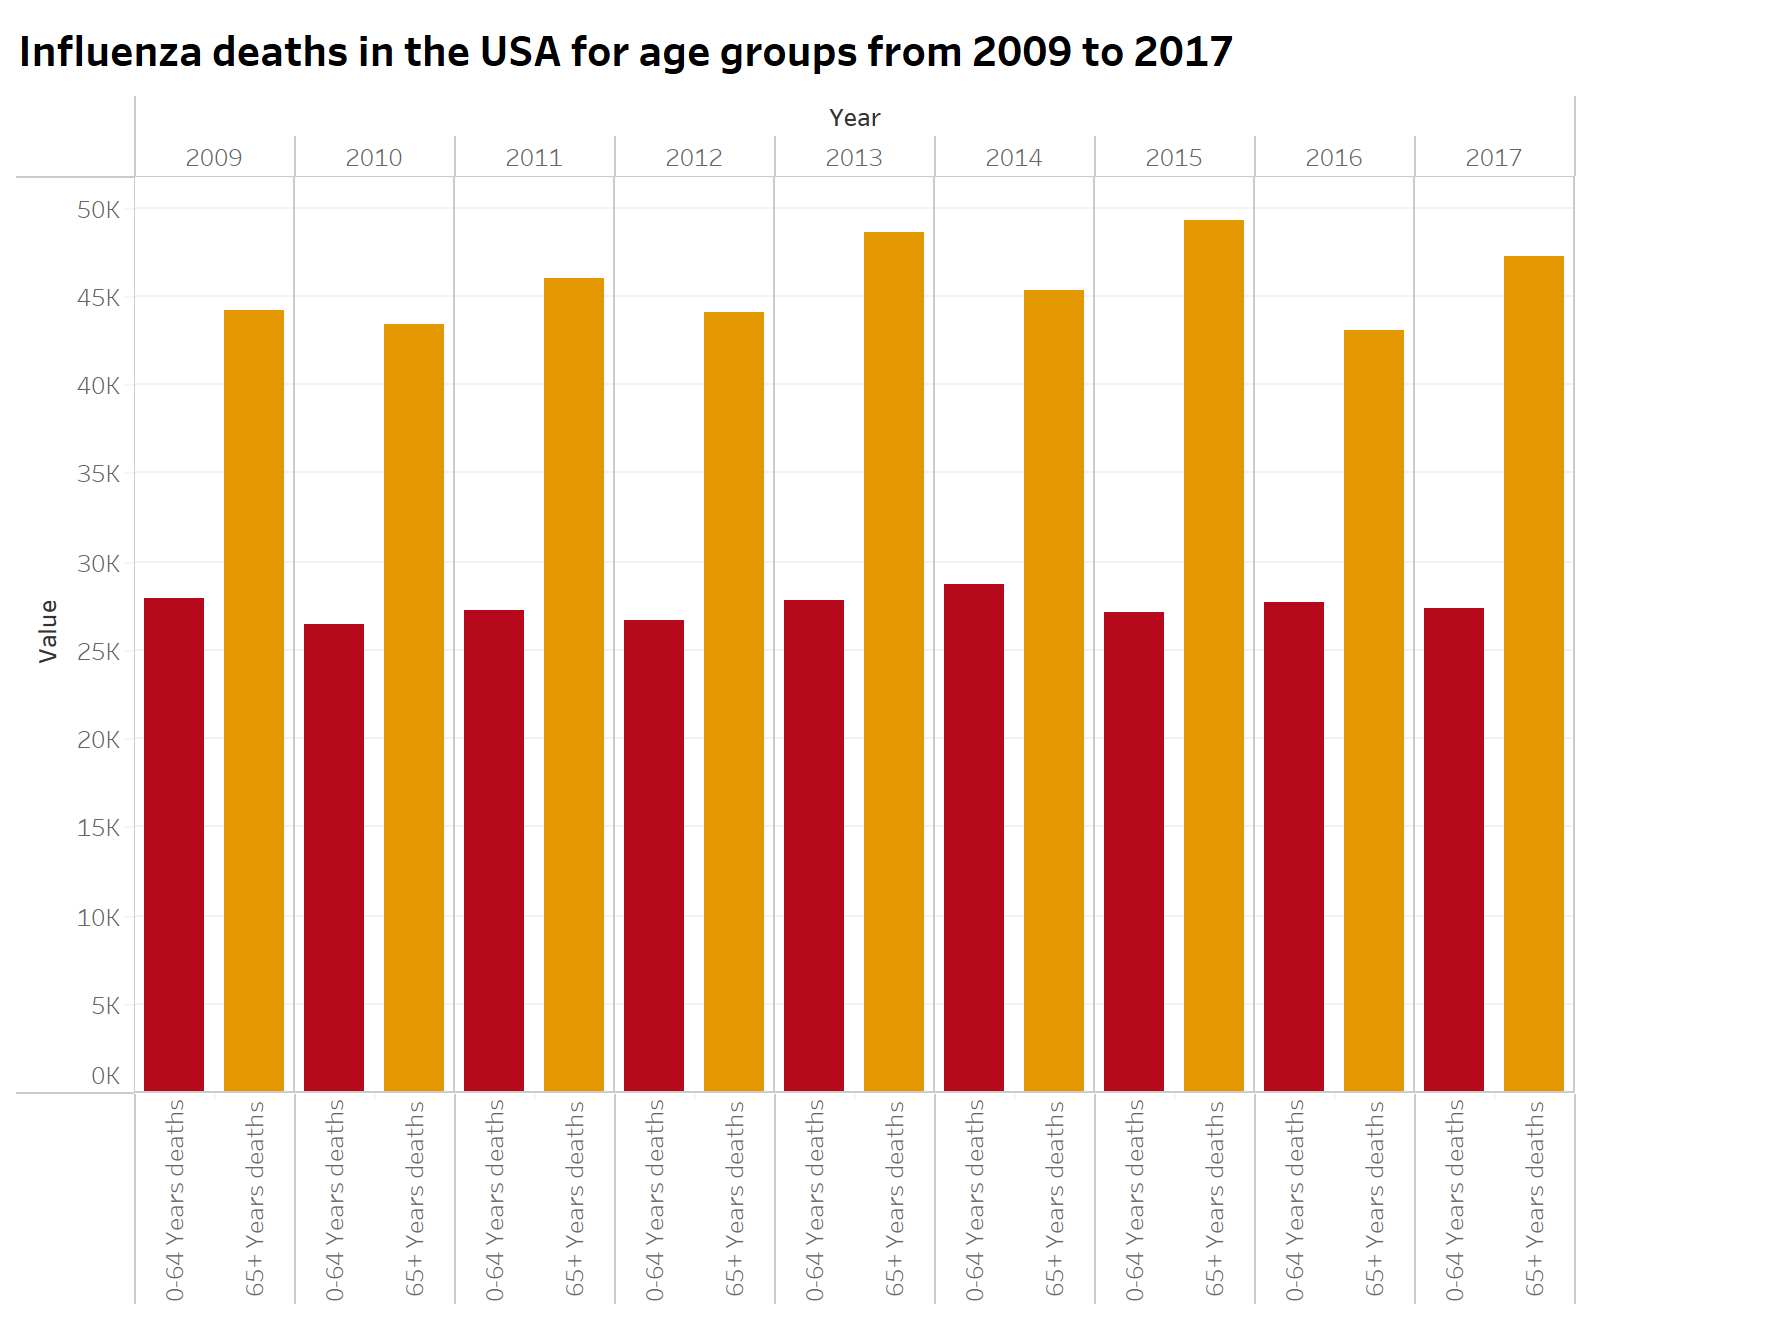 Influenza deaths in the USA for age groups from 2009 to 2017
Year
2009 2010 2011 2012 2013 2014 2015 2016 2017
50K
45K
40K
35K
30K
25K
20K
15K
10K
5K
0K
Value
0-64 Years deaths
65+ Years deaths
0-64 Years deaths
65+ Years deaths
0-64 Years deaths
65+ Years deaths
0-64 Years deaths
65+ Years deaths
0-64 Years deaths
65+ Years deaths
0-64 Years deaths
65+ Years deaths
0-64 Years deaths
65+ Years deaths
0-64 Years deaths
65+ Years deaths
0-64 Years deaths
65+ Years deaths